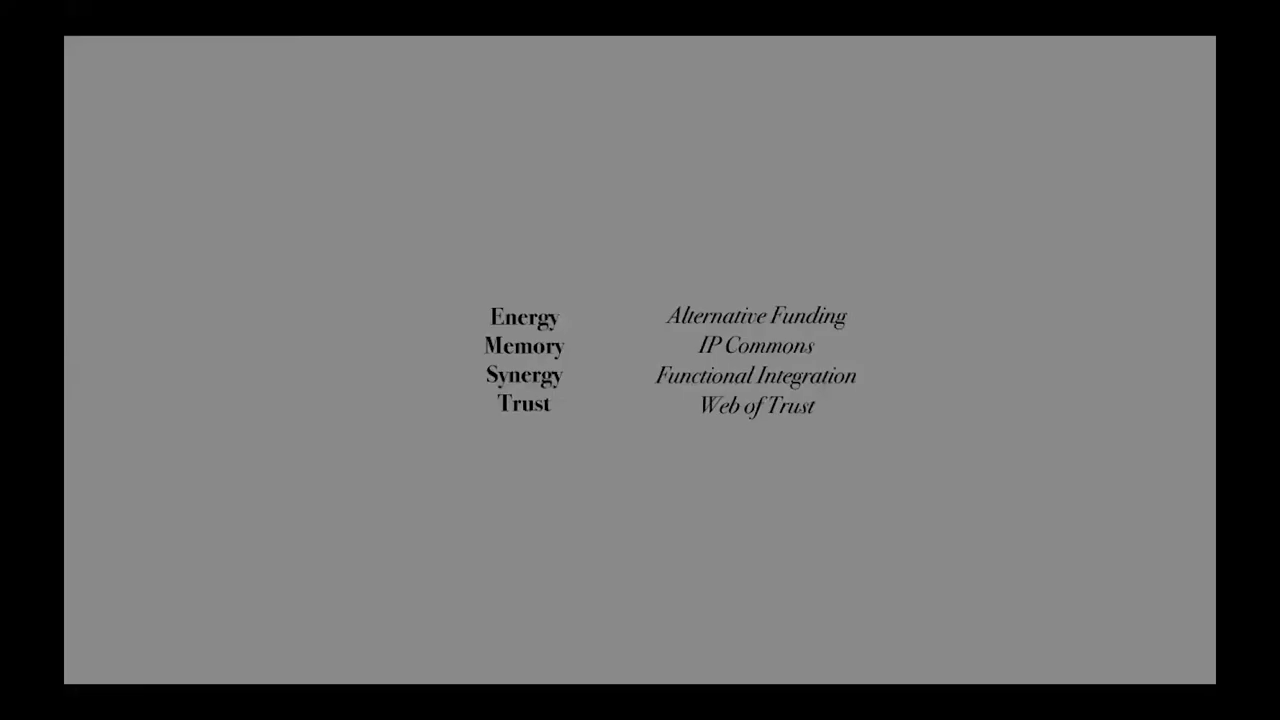 Energy Alternative Funding
Memory IP Commons
Synergy Functional Integration
Trust Web of Trust